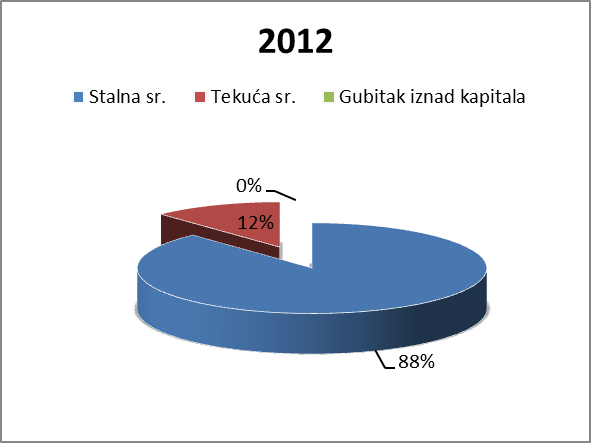 2012
Stalna sr. Tekuća sr. Gubitak iznad kapitala
0%
12%
88%